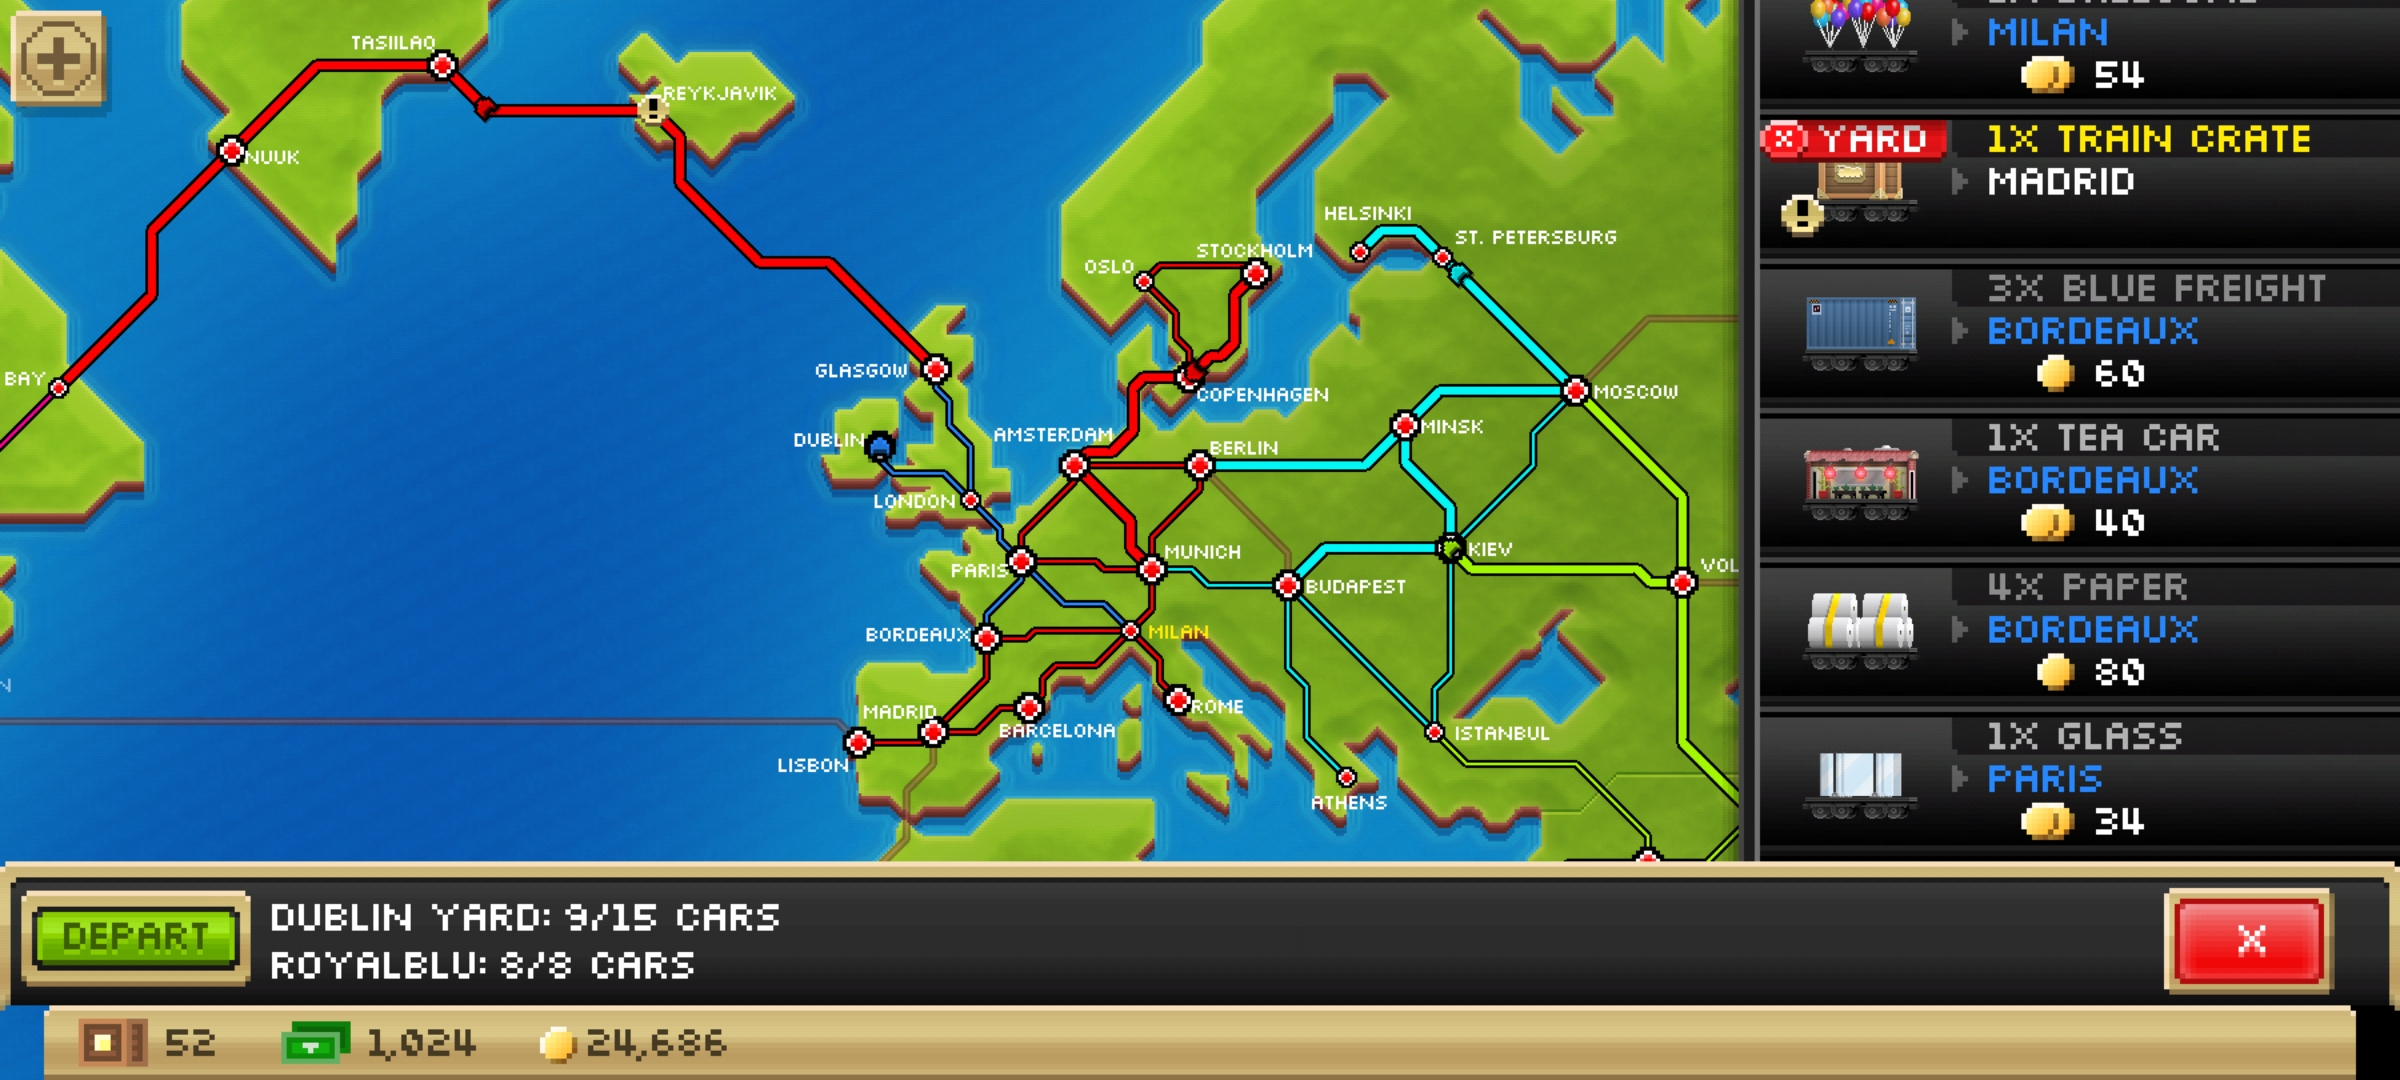 TASIILAQ
REYKJAVIK
NUUK
BAY
HELSINKI
ST. PETERSBURG
STOCKHOLM
OSLO
GLASGOW
COPENHAGEN
MOSCOW
MINSK
DUBLIN
AMSTERDAM
BERLIN
LONDON
KIEV
MUNICH
PARIS
BUDAPEST
VOL
BORDEAUX
MILAN
N
MADRID
ROME
BARCELONA
ISTANBUL
LISBON
ATHENS
MILAN
54
YARD
1X TRAIN CRATE
MADRID
3X BLUE FREIGHT
BORDEAUX
60
1X TEA CAR
BORDEAUX
40
4X PAPER
BORDEAUX
80
1X GLASS
PARIS
34
DEPART
DUBLIN YARD: 9/15 CARS
ROYALBLU: 8/8 CARS
X
52
1,024
24,686